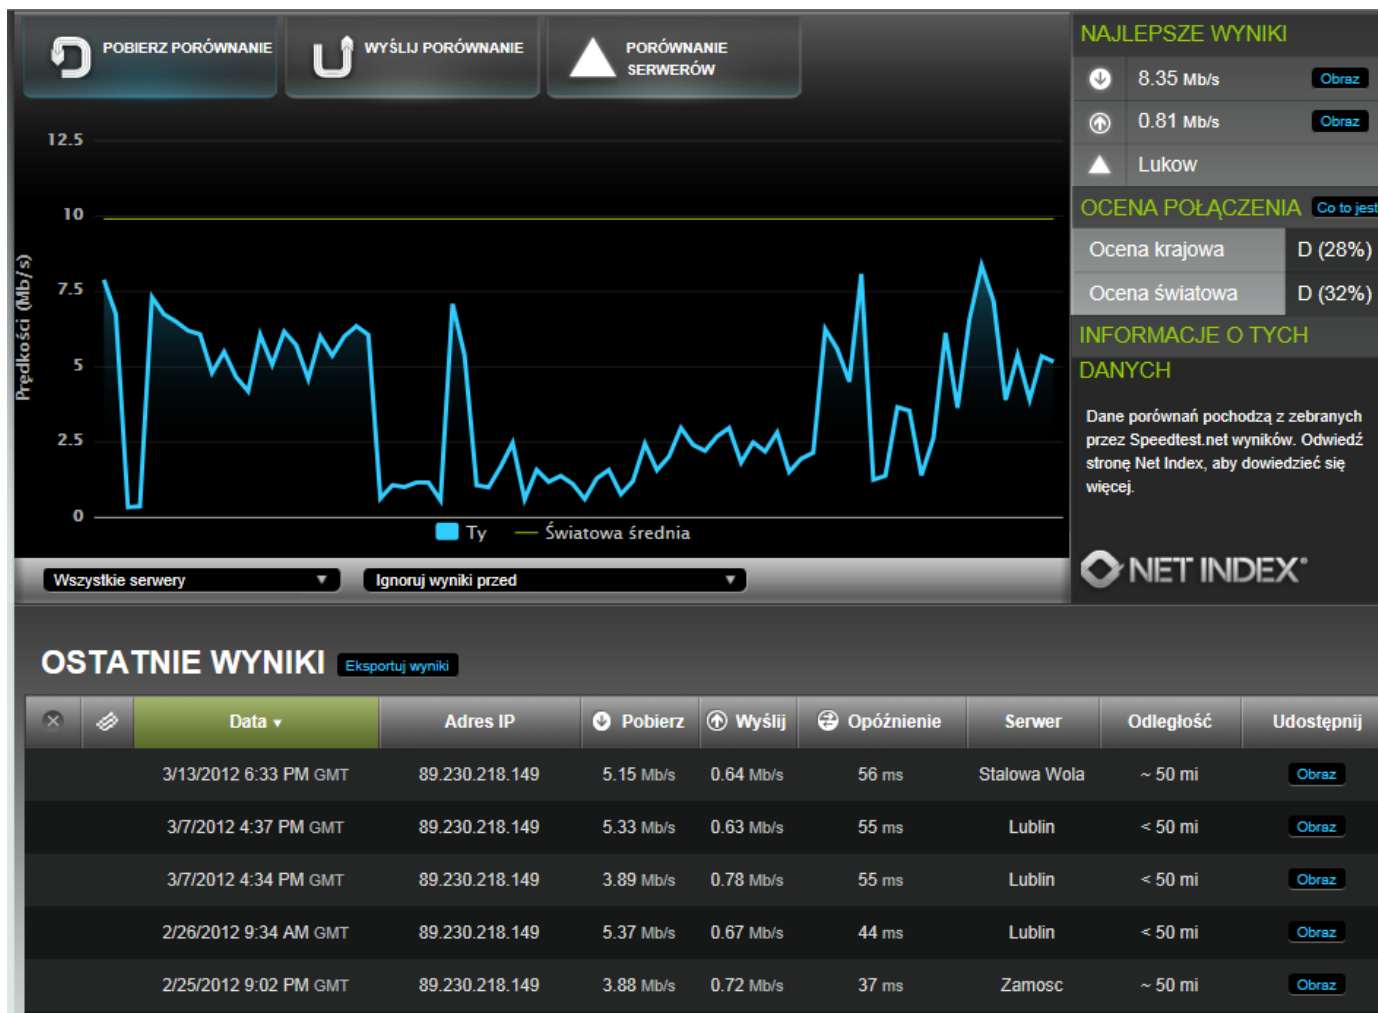 POBIERZ PORÓWNANIE
WYŚLIJ PORÓWNANIE
PORÓWNANIE
SERWERÓW
12.5
10
7.5
5
2.5
0
Prędkości (Mb/s)
Ty
Światowa średnia
Wszystkie serwery
Ignoruj wyniki przed
NAJLEPSZE WYNIKI
8.35 Mb/s Obraz
0.81 Mb/s Obraz
Lukow
OCENA POŁĄCZENIA Co to jest
Ocena krajowa D (28%)
Ocena światowa D (32%)
INFORMACJE O TYCH
DANYCH
Dane porównań pochodzą z zebranych
przez Speedtest.net wyników. Odwiedź
stronę Net Index, aby dowiedzieć się
więcej.
NET INDEX®
OSTATNIE WYNIKI Eksportuj wyniki
Data Adres IP Pobierz Wyślij Opóźnienie Serwer Odległość Udostępnij
3/13/2012 6:33 PM GMT 89.230.218.149 5.15 Mb/s 0.64 Mb/s 56 ms Stalowa Wola ~ 50 mi Obraz
3/7/2012 4:37 PM GMT 89.230.218.149 5.33 Mb/s 0.63 Mb/s 55 ms Lublin < 50 mi Obraz
3/7/2012 4:34 PM GMT 89.230.218.149 3.89 Mb/s 0.78 Mb/s 55 ms Lublin < 50 mi Obraz
2/26/2012 9:34 AM GMT 89.230.218.149 5.37 Mb/s 0.67 Mb/s 44 ms Lublin < 50 mi Obraz
2/25/2012 9:02 PM GMT 89.230.218.149 3.88 Mb/s 0.72 Mb/s 37 ms Zamosc ~ 50 mi Obraz